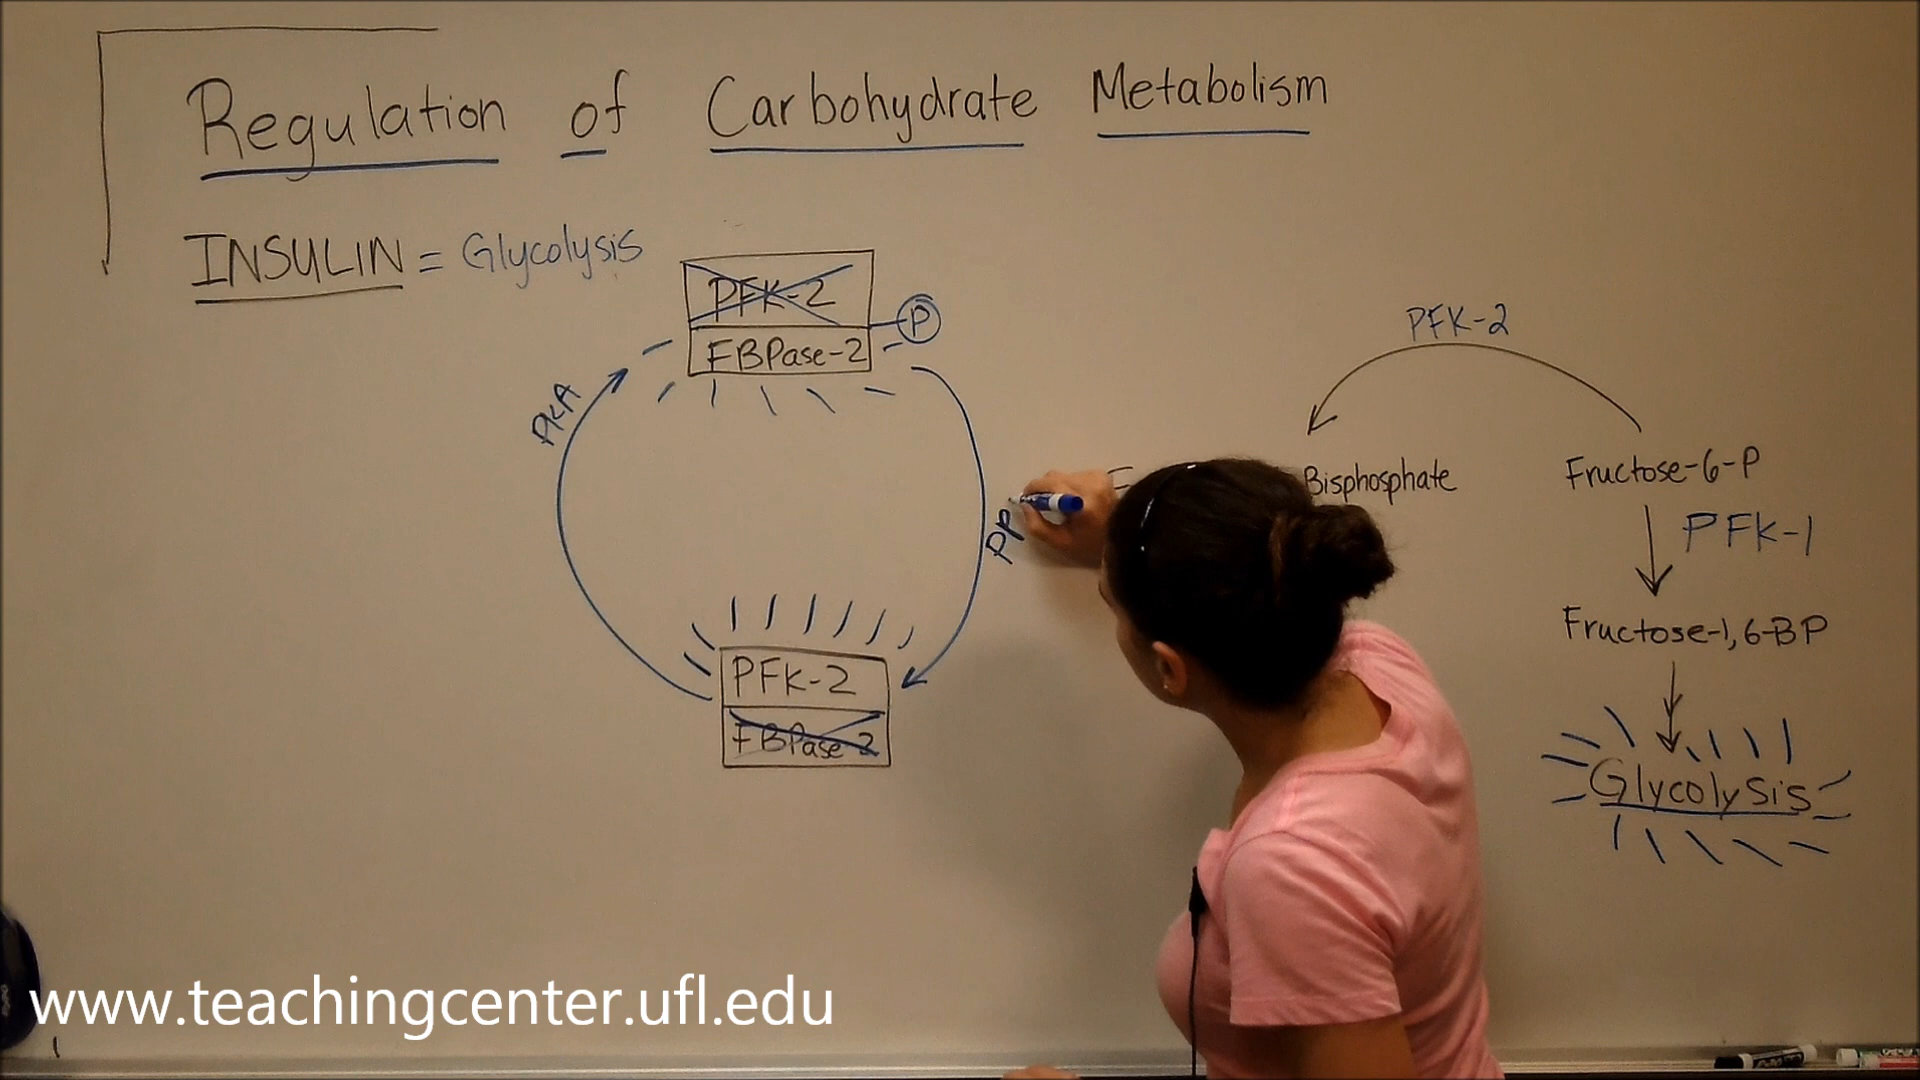 Regulation of Carbohydrate Metabolism
INSULIN = Glycolysis
PFK-2
FBPase-2
P
PKA
PP
PFK-2
FBPase-2
PFK-2
F
Bisphosphate
Fructose-6-P
PFK-1
Fructose-1,6-BP
Glycolysis
www.teachingcenter.ufl.edu